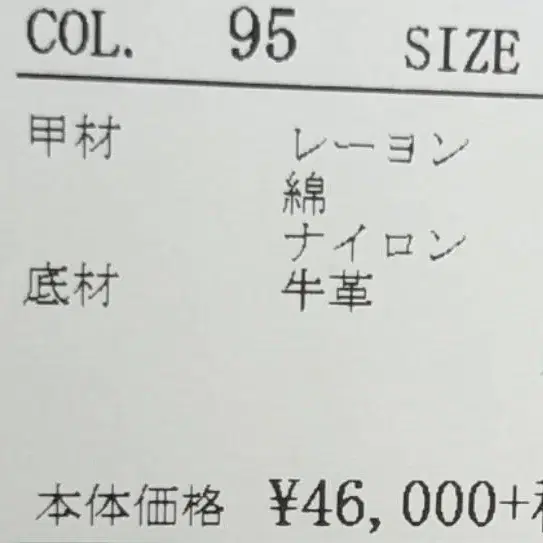 COL. 95 SIZE
甲材 レーヨン
綿
ナイロン
底材 牛革
本体価格 ¥46,000+